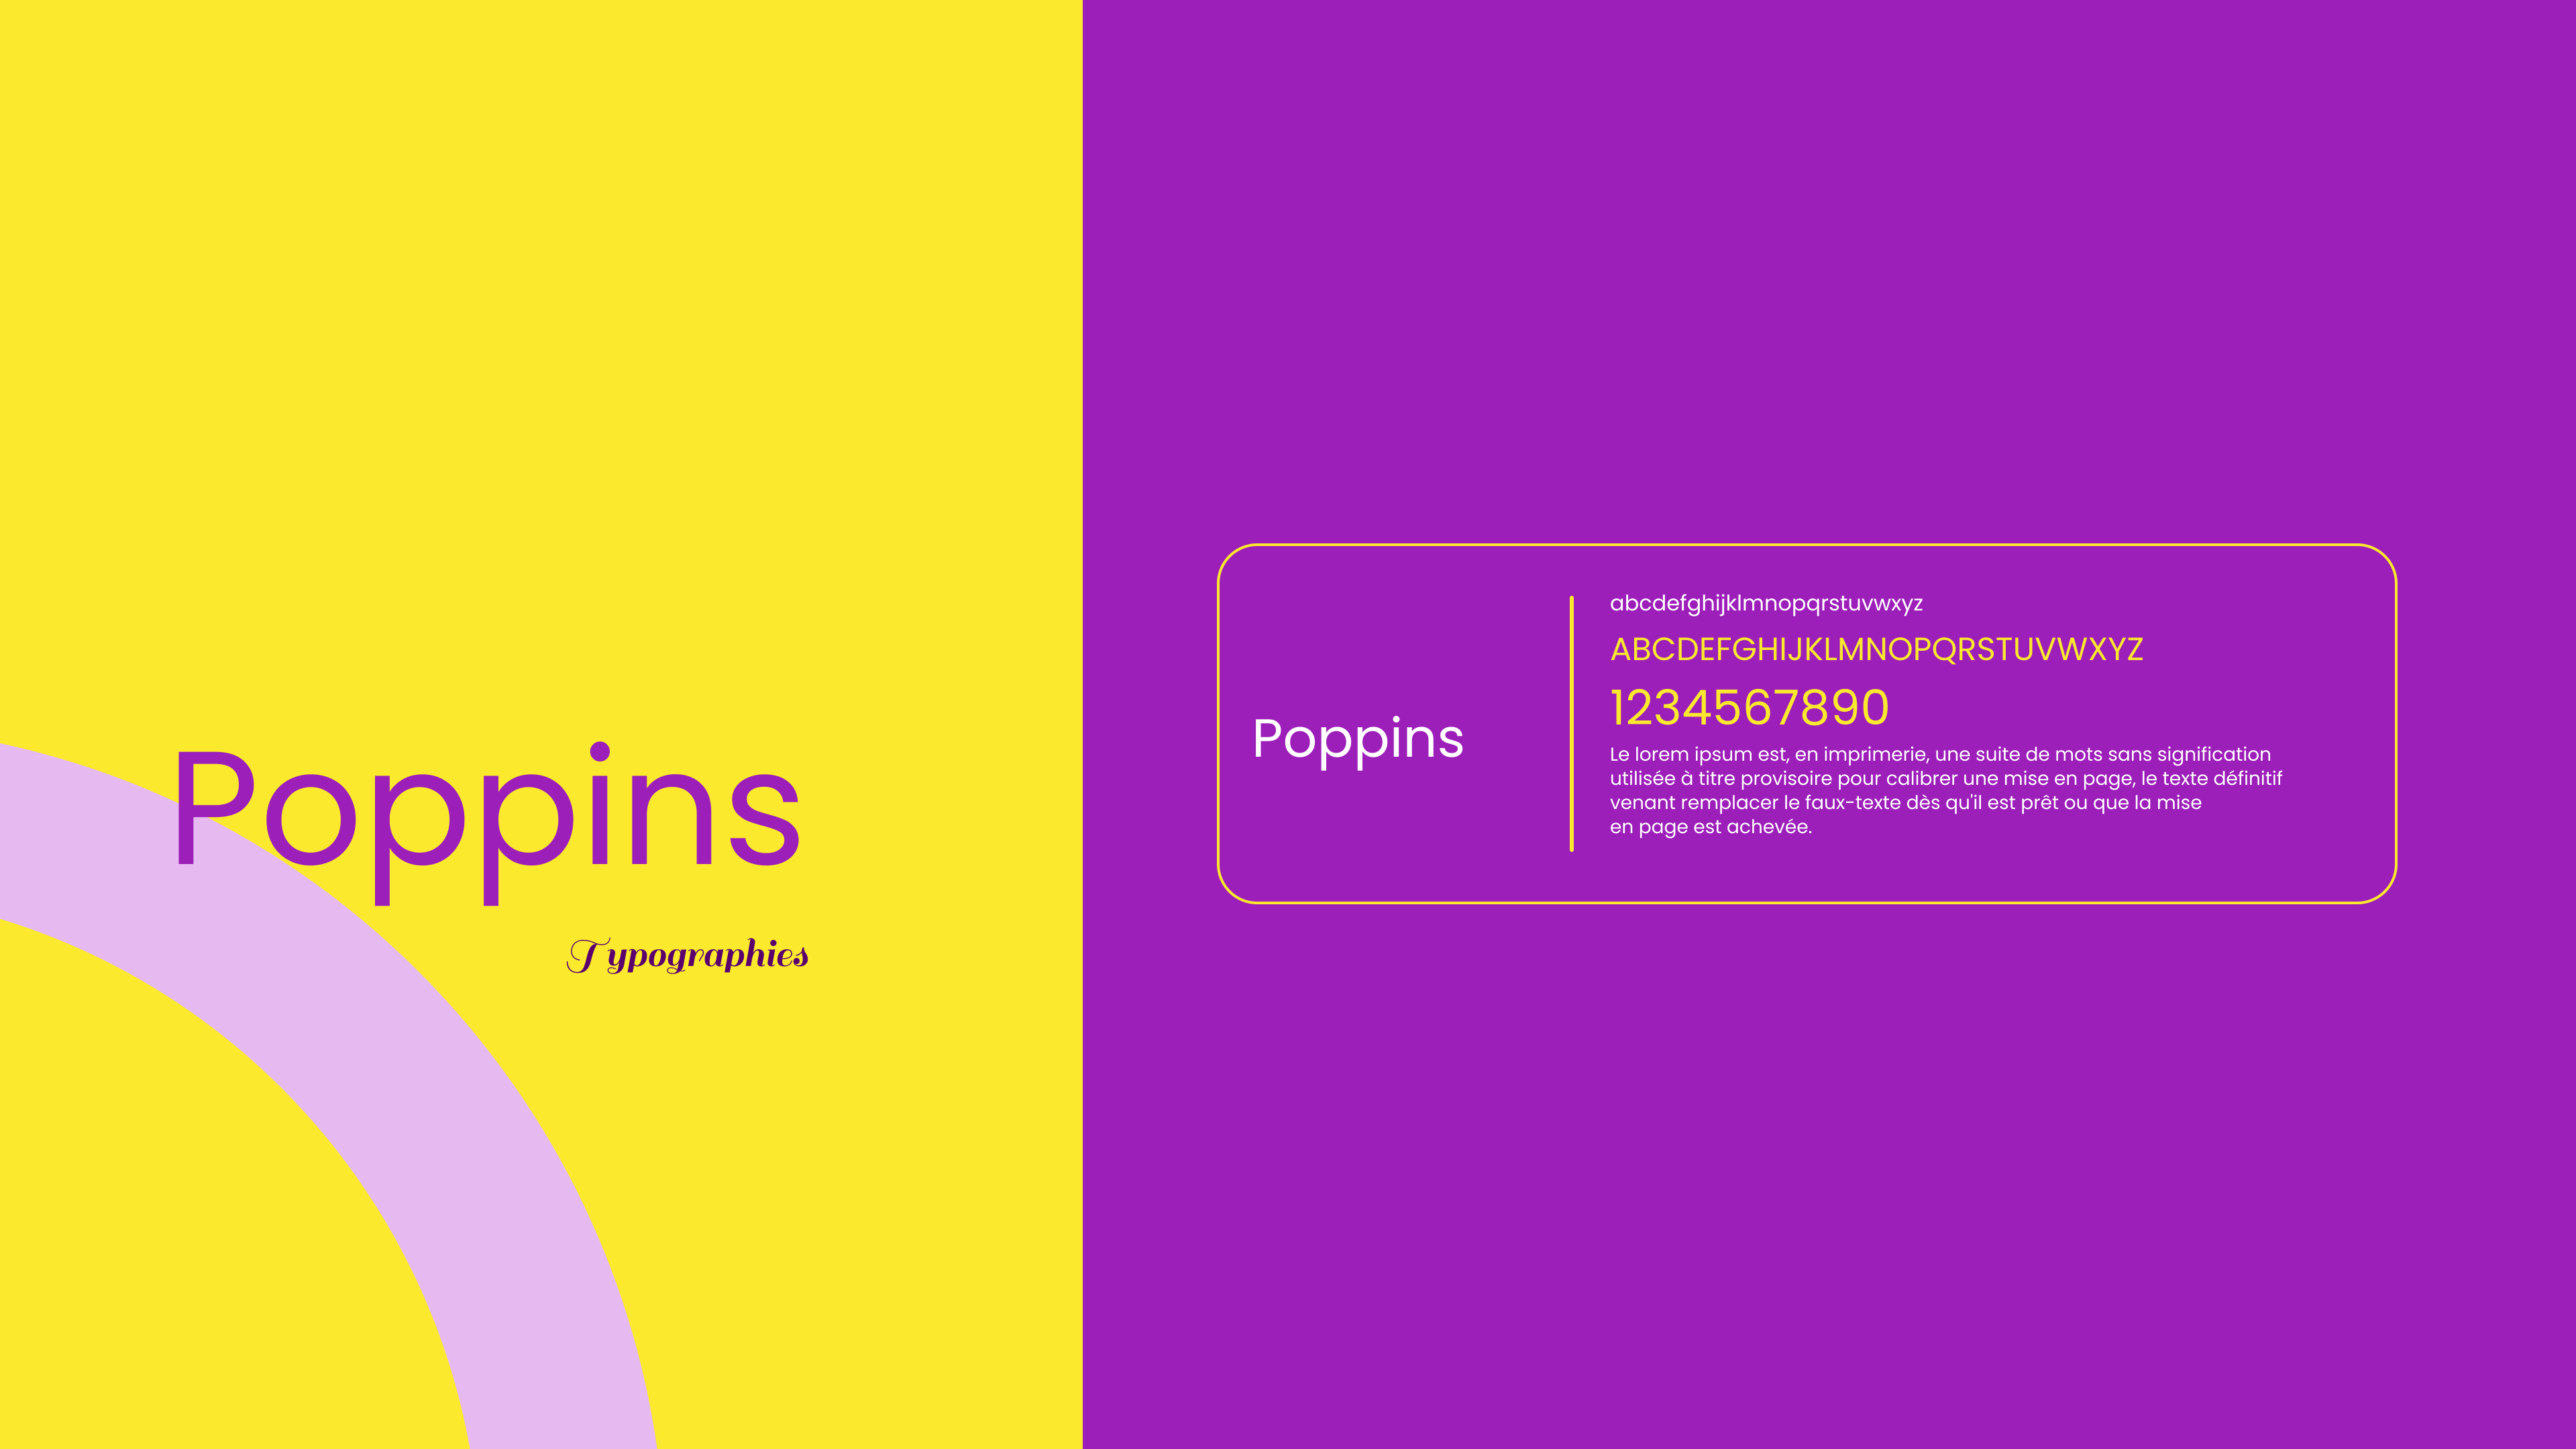 Poppins
Typographies
Poppins
abcdefghijklmnopqrstuvwxyz
ABCDEFGHIJKLMNOPQRSTUVWXYZ
1234567890
Le lorem ipsum est, en imprimerie, une suite de mots sans signification
utilisée à titre provisoire pour calibrer une mise en page, le texte définitif
venant remplacer le faux-texte dès qu'il est prêt ou que la mise
en page est achevée.